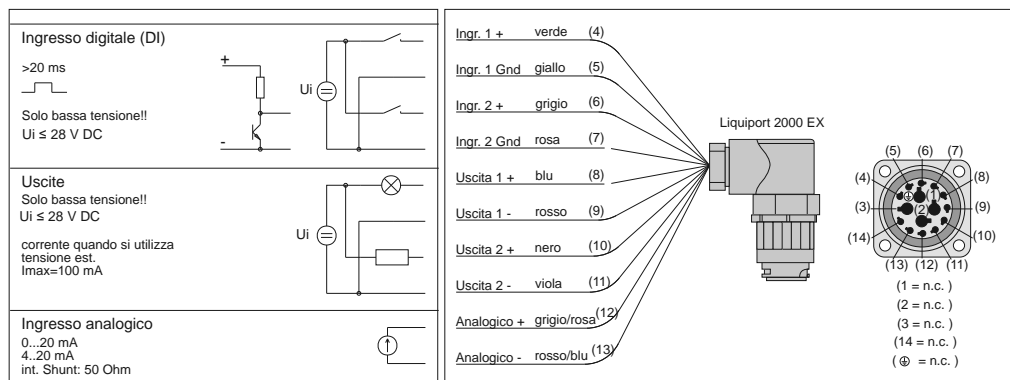 Ingresso digitale (DI)
>20 ms
Solo bassa tensione!!
Ui ≤ 28 V DC
+
-
Ui
Uscite
Solo bassa tensione!!
Ui ≤ 28 V DC
corrente quando si utilizza
tensione est.
Imax=100 mA
Ui
Ingresso analogico
0...20 mA
4..20 mA
int. Shunt: 50 Ohm
Ingr. 1 + verde (4)
Ingr. 1 Gnd giallo (5)
Ingr. 2 + grigio (6)
Ingr. 2 Gnd rosa (7)
Uscita 1 + blu (8)
Uscita 1 - rosso (9)
Uscita 2 + nero (10)
Uscita 2 - viola (11)
Analogico + grigio/rosa (12)
Analogico - rosso/blu (13)
Liquiport 2000 EX
(5) (6) (7)
(4) (8)
(1)
(3) (2) (9)
(14) (10)
(13) (12) (11)
(1 = n.c. )
(2 = n.c. )
(3 = n.c. )
(14 = n.c. )
(⏚ = n.c. )